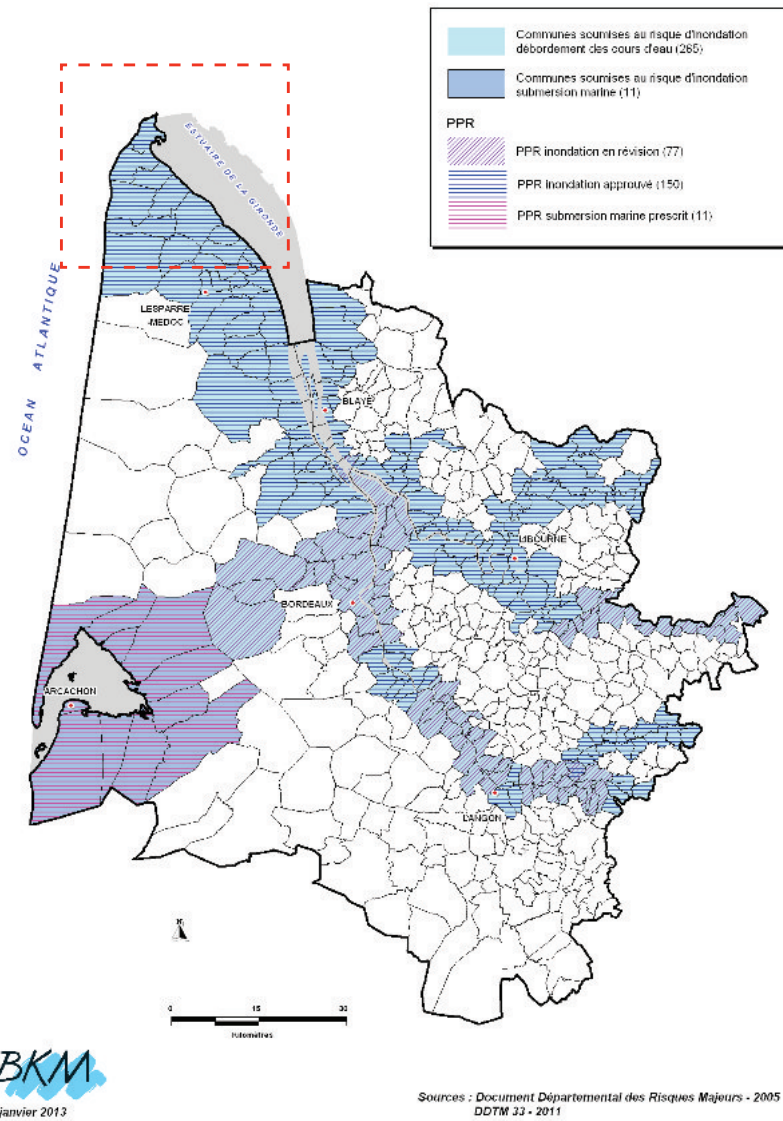 Communes soumises au risque d'inondation
débordement des cours d'eau (265)
Communes soumises au risque d'inondation
submersion marine (11)
PPR
PPR inondation en révision (77)
PPR Inondation approuvé (150)
PPR submersion marine prescrit (11)
ESTUAIRE DE LA GIRONDE
OCEAN ATLANTIQUE
LESPARRE
-MEDOC
BLAYE
LIBOURNE
BORDEAUX
ARCACHON
LANGON
N
0 15 30
Kilomètres
BKM
janvier 2013
Sources : Document Départemental des Risques Majeurs - 2005
DDTM 33 - 2011